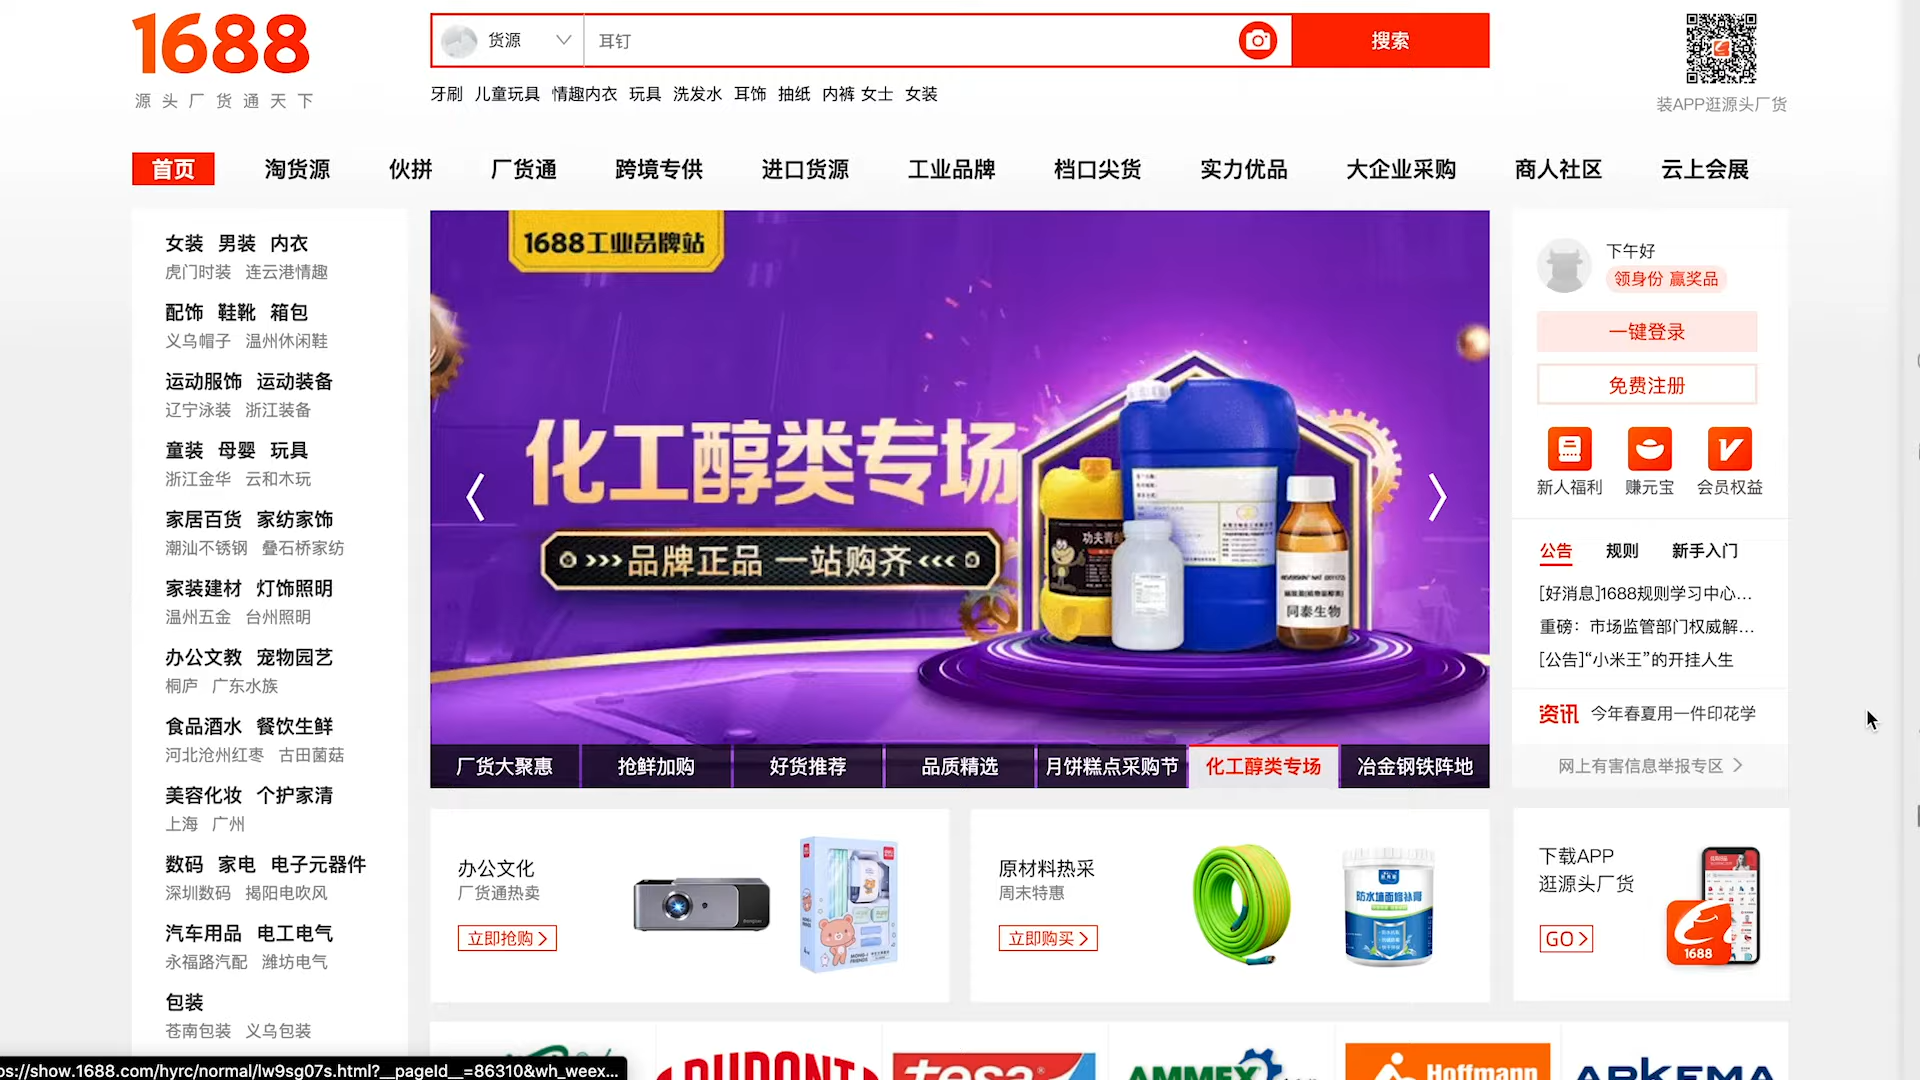 1688
源头厂货通天下
货源
耳钉
搜索
牙刷 儿童玩具 情趣内衣 玩具 洗发水 耳饰 抽纸 内裤 女士 女装
装APP逛源头厂货
首页 淘货源 伙拼 厂货通 跨境专供 进口货源 工业品牌 档口尖货 实力优品 大企业采购 商人社区 云上会展
女装 男装 内衣
虎门时装 连云港情趣
配饰 鞋靴 箱包
义乌帽子 温州休闲鞋
运动服饰 运动装备
辽宁泳装 浙江装备
童装 母婴 玩具
浙江金华 云和木玩
家居百货 家纺家饰
潮汕不锈钢 叠石桥家纺
家装建材 灯饰照明
温州五金 台州照明
办公文教 宠物园艺
桐庐 广东水族
食品酒水 餐饮生鲜
河北沧州红枣 古田菌菇
美容化妆 个护家清
上海 广州
数码 家电 电子元器件
深圳数码 揭阳电吹风
汽车用品 电工电气
永福路汽配 潍坊电气
包装
苍南包装 义乌包装
1688工业品牌站
化工醇类专场
品牌正品 一站购齐
同泰生物
厂货大聚惠 抢鲜加购 好货推荐 品质精选 月饼糕点采购节 化工醇类专场 冶金钢铁阵地
下午好
领身份 赢奖品
一键登录
免费注册
新人福利 赚元宝 会员权益
公告 规则 新手入门
[好消息]1688规则学习中心...
重磅：市场监管部门权威解...
[公告]“小米王”的开挂人生
资讯 今年春夏用一件印花学
网上有害信息举报专区
办公文化
厂货通热卖
立即抢购
原材料热采
周末特惠
立即购买
防水墙面修补膏
下载APP
逛源头厂货
GO
1688
DUPONT
tesa
AMMEX
Hoffmann
ARKEMA
ps://show.1688.com/hyrc/normal/lw9sg07s.html?__pageId__=86310&wh_weex...